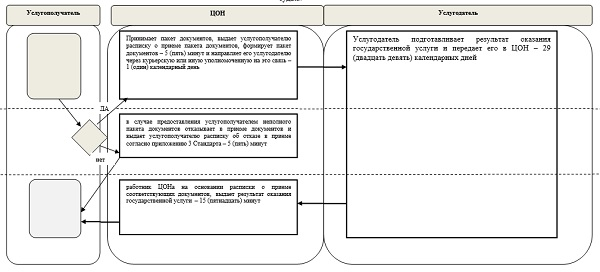 Услугополучатель
ЦОН
Услугодатель
Принимает пакет документов, выдает услугополучателю
расписку о приеме пакета документов, формирует пакет
документов – 5 (пять) минут и направляет его услугодателю
через курьерскую или иную уполномоченную на это связь –
1 (один) календарный день
Услугодатель подготавливает результат оказания
государственной услуги и передает его в ЦОН – 29
(двадцать девять) календарных дней
ДА
в случае предоставления услугополучателем неполного
пакета документов отказывает в приеме документов и
выдает услугополучателю расписку об отказе в приеме
согласно приложению 3 Стандарта – 5 (пять) минут
нет
работник ЦОНа на основании расписки о приеме
соответствующих документов, выдает результат оказания
государственной услуги – 15 (пятнадцать) минут